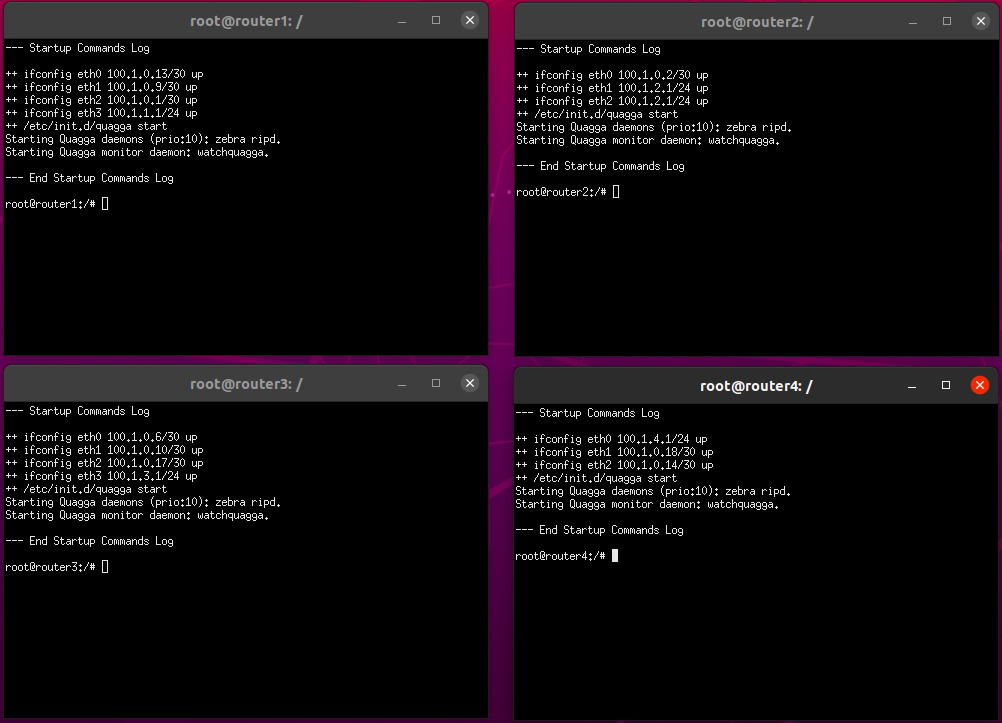 root@router1: /
--- Startup Commands Log
++ ifconfig eth0 100.1.0.13/30 up
++ ifconfig eth1 100.1.0.9/30 up
++ ifconfig eth2 100.1.0.1/30 up
++ ifconfig eth3 100.1.1.1/24 up
++ /etc/init.d/quagga start
Starting Quagga daemons (prio:10): zebra ripd.
Starting Quagga monitor daemon: watchquagga.
--- End Startup Commands Log
root@router1:/#
root@router2: /
--- Startup Commands Log
++ ifconfig eth0 100.1.0.2/30 up
++ ifconfig eth1 100.1.2.1/24 up
++ ifconfig eth2 100.1.2.1/24 up
++ /etc/init.d/quagga start
Starting Quagga daemons (prio:10): zebra ripd.
Starting Quagga monitor daemon: watchquagga.
--- End Startup Commands Log
root@router2:/#
root@router3: /
--- Startup Commands Log
++ ifconfig eth0 100.1.0.6/30 up
++ ifconfig eth1 100.1.0.10/30 up
++ ifconfig eth2 100.1.0.17/30 up
++ ifconfig eth3 100.1.3.1/24 up
++ /etc/init.d/quagga start
Starting Quagga daemons (prio:10): zebra ripd.
Starting Quagga monitor daemon: watchquagga.
--- End Startup Commands Log
root@router3:/#
root@router4: /
--- Startup Commands Log
++ ifconfig eth0 100.1.4.1/24 up
++ ifconfig eth1 100.1.0.18/30 up
++ ifconfig eth2 100.1.0.14/30 up
++ /etc/init.d/quagga start
Starting Quagga daemons (prio:10): zebra ripd.
Starting Quagga monitor daemon: watchquagga.
--- End Startup Commands Log
root@router4:/#